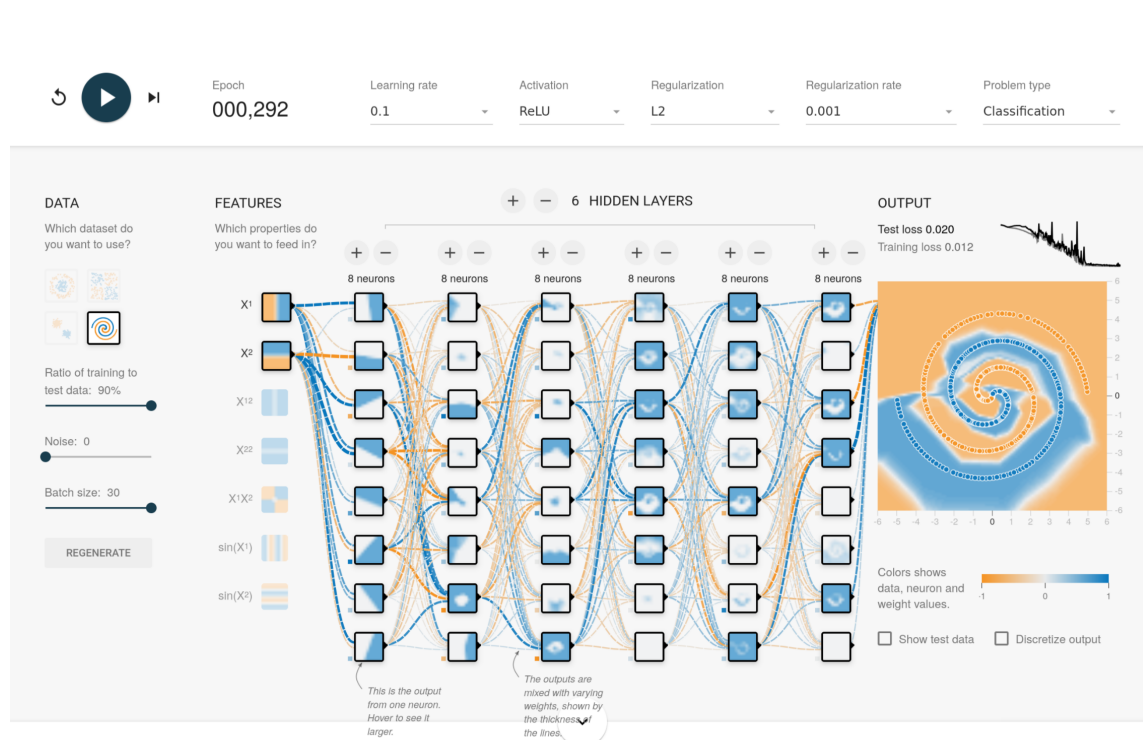 Epoch
000,292
Learning rate
0.1
Activation
ReLU
Regularization
L2
Regularization rate
0.001
Problem type
Classification
DATA
Which dataset do
you want to use?
Ratio of training to
test data: 90%
Noise: 0
Batch size: 30
REGENERATE
FEATURES
Which properties do
you want to feed in?
X1
X2
X12
X22
X1X2
sin(X1)
sin(X2)
+ − 6 HIDDEN LAYERS
+ − + − + − + − + − + −
8 neurons 8 neurons 8 neurons 8 neurons 8 neurons 8 neurons
This is the output
from one neuron.
Hover to see it
larger.
The outputs are
mixed with varying
weights, shown by
the thickness of
the lines.
OUTPUT
Test loss 0.020
Training loss 0.012
6
5
4
3
2
1
0
-1
-2
-3
-4
-5
-6
-6 -5 -4 -3 -2 -1 0 1 2 3 4 5 6
Colors shows
data, neuron and
weight values.
-1 0 1
Show test data
Discretize output